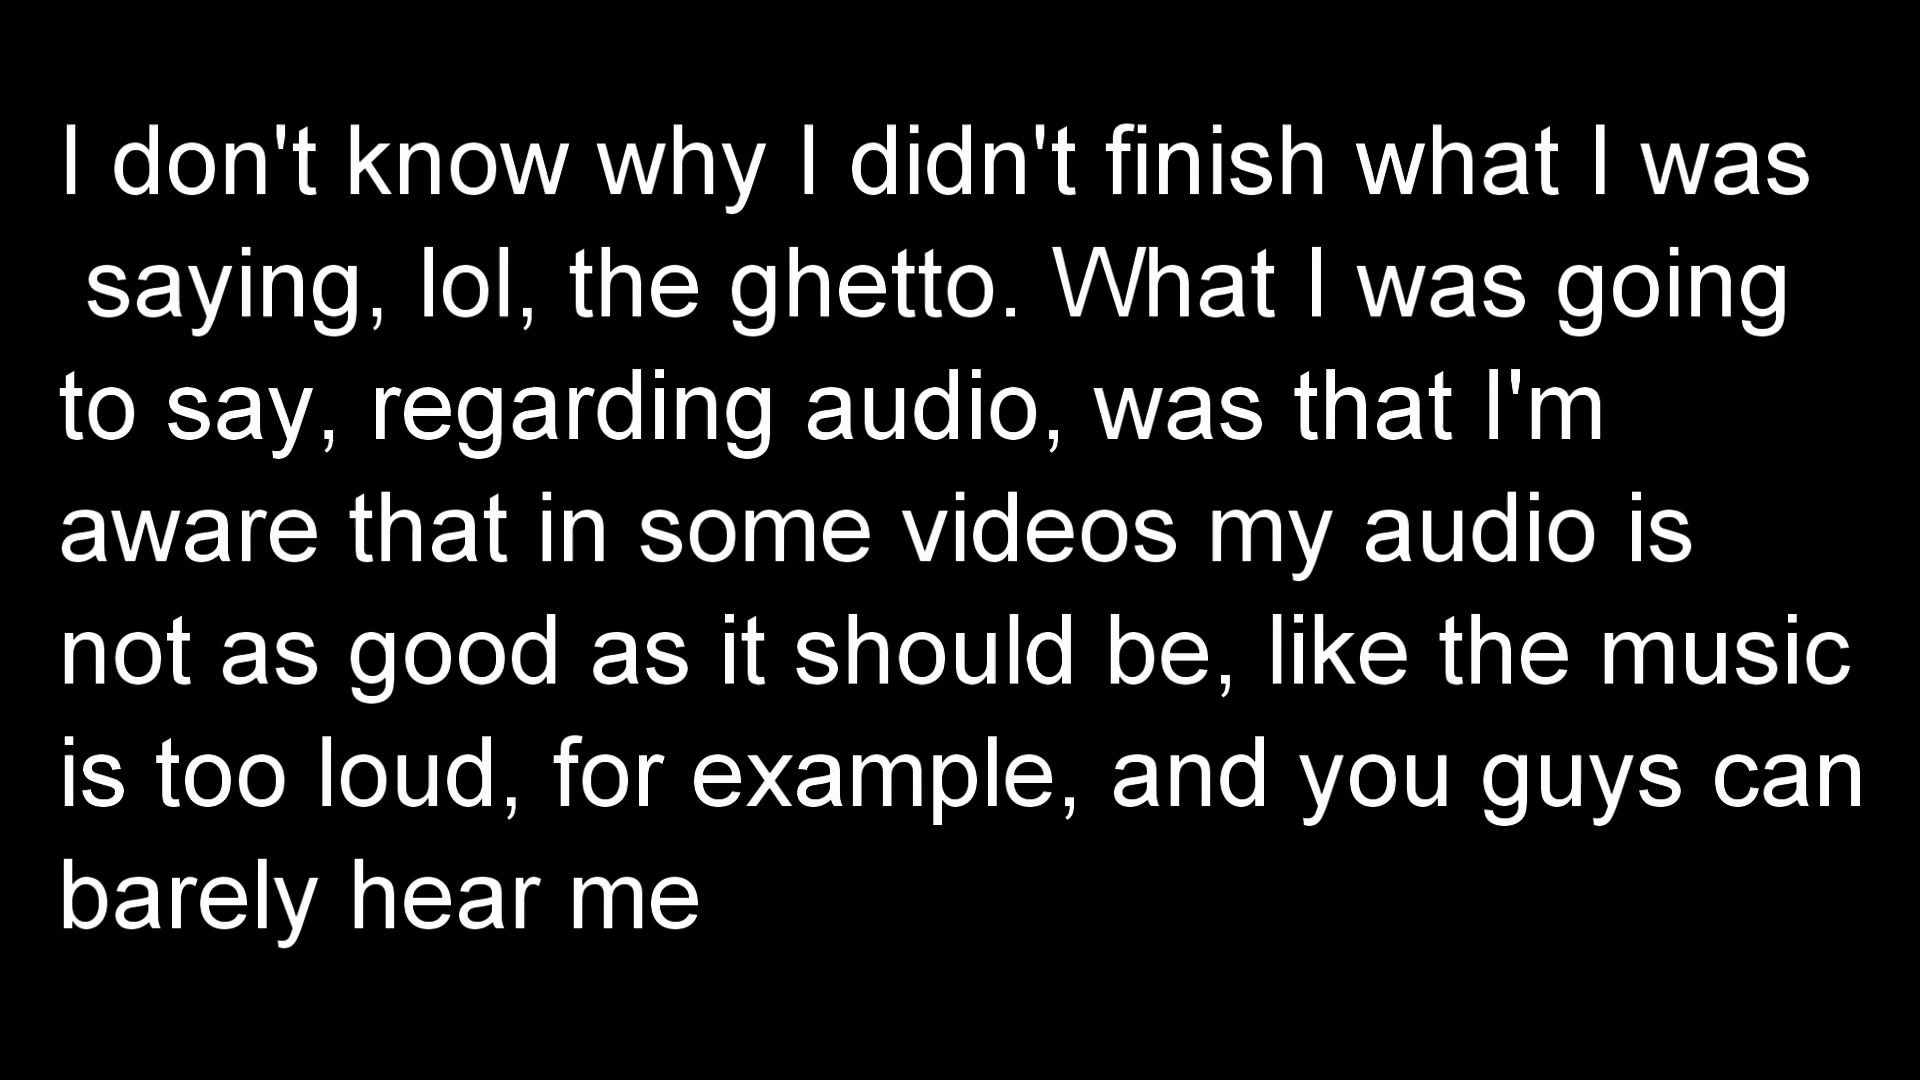 I don't know why I didn't finish what I was
saying, lol, the ghetto. What I was going
to say, regarding audio, was that I'm
aware that in some videos my audio is
not as good as it should be, like the music
is too loud, for example, and you guys can
barely hear me